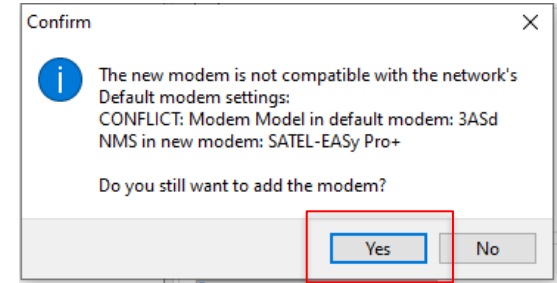 Confirm
The new modem is not compatible with the network's
Default modem settings:
CONFLICT: Modem Model in default modem: 3ASd
NMS in new modem: SATEL-EASy Pro+
Do you still want to add the modem?
Yes No